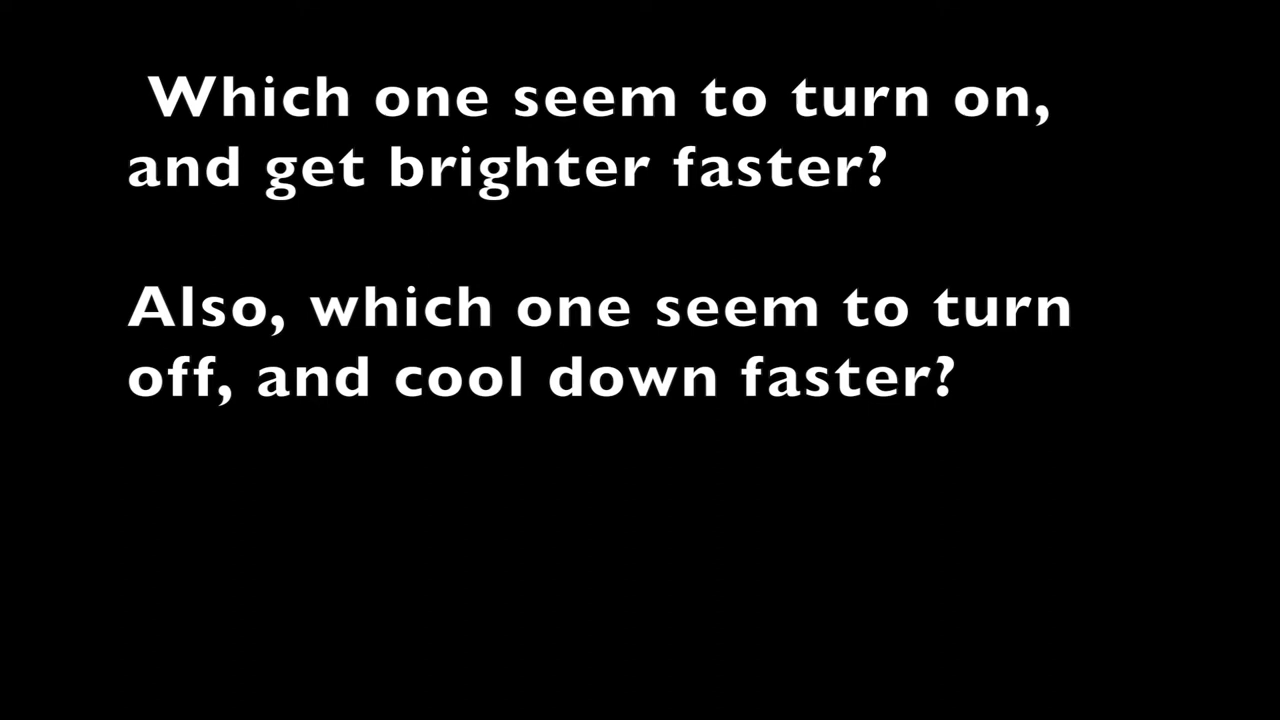 Which one seem to turn on,
and get brighter faster?
Also, which one seem to turn
off, and cool down faster?